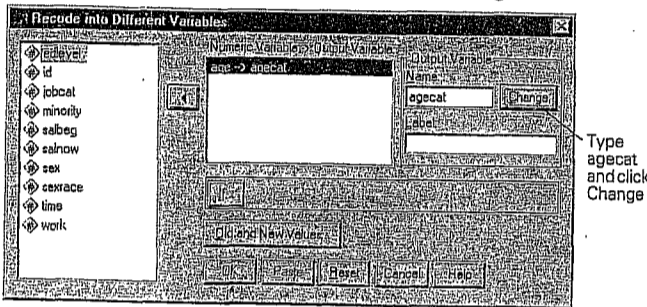 Recode into Different Variables
edlevel
id
jobcat
minority
salbeg
salnow
sex
sexrace
time
work
Numeric Variable -> Output Variable
age -> agecat
Output Variable
Name:
agecat
Change
Label:
If...
Old and New Values...
OK
Paste
Reset
Cancel
Help
Type
agecat
and click
Change